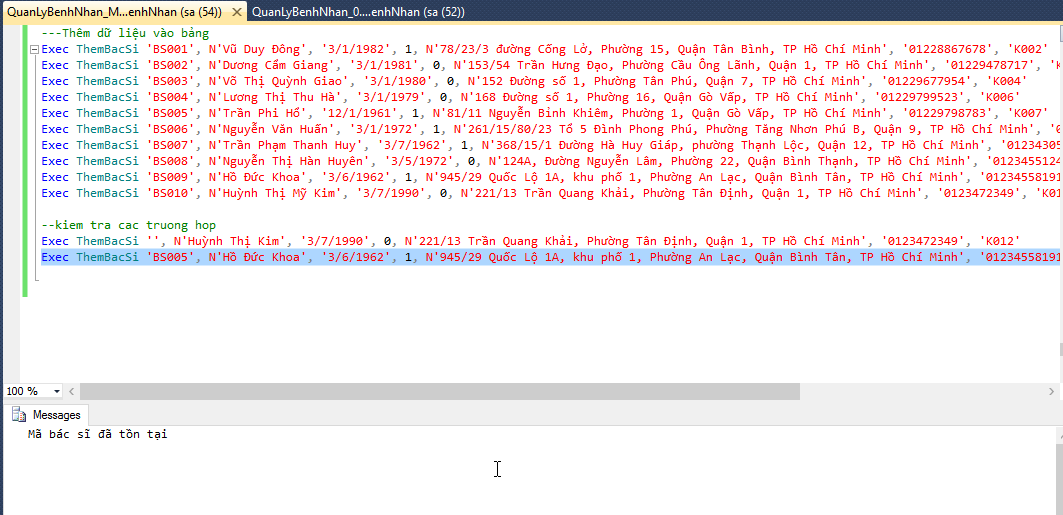 QuanLyBenhNhan_M...enhNhan (sa (54)) QuanLyBenhNhan_0....enhNhan (sa (52))
---Thêm dữ liệu vào bảng
Exec ThemBacSi 'BS001', N'Vũ Duy Đông', '3/1/1982', 1, N'78/23/3 đường Cống Lở, Phường 15, Quận Tân Bình, TP Hồ Chí Minh', '01228867678', 'K002'
Exec ThemBacSi 'BS002', N'Dương Cẩm Giang', '3/1/1981', 0, N'153/54 Trần Hưng Đạo, Phường Cầu Ông Lãnh, Quận 1, TP Hồ Chí Minh', '01229478717', 'K
Exec ThemBacSi 'BS003', N'Võ Thị Quỳnh Giao', '3/1/1980', 0, N'152 Đường số 1, Phường Tân Phú, Quận 7, TP Hồ Chí Minh', '01229677954', 'K004'
Exec ThemBacSi 'BS004', N'Lương Thị Thu Hà', '3/1/1979', 0, N'168 Đường số 1, Phường 16, Quận Gò Vấp, TP Hồ Chí Minh', '01229799523', 'K006'
Exec ThemBacSi 'BS005', N'Trần Phi Hổ', '12/1/1961', 1, N'81/11 Nguyễn Bỉnh Khiêm, Phường 1, Quận Gò Vấp, TP Hồ Chí Minh', '01229798783', 'K007'
Exec ThemBacSi 'BS006', N'Nguyễn Văn Huấn', '3/1/1972', 1, N'261/15/80/23 Tổ 5 Đình Phong Phú, Phường Tăng Nhơn Phú B, Quận 9, TP Hồ Chí Minh', '0
Exec ThemBacSi 'BS007', N'Trần Phạm Thanh Huy', '3/7/1962', 1, N'368/15/1 Đường Hà Huy Giáp, phường Thạnh Lộc, Quận 12, TP Hồ Chí Minh', '01234305
Exec ThemBacSi 'BS008', N'Nguyễn Thị Hàn Huyên', '3/5/1972', 0, N'124A, Đường Nguyễn Lâm, Phường 22, Quận Bình Thạnh, TP Hồ Chí Minh', '0123455124
Exec ThemBacSi 'BS009', N'Hồ Đức Khoa', '3/6/1962', 1, N'945/29 Quốc Lộ 1A, khu phố 1, Phường An Lạc, Quận Bình Tân, TP Hồ Chí Minh', '01234558191
Exec ThemBacSi 'BS010', N'Huỳnh Thị Mỹ Kim', '3/7/1990', 0, N'221/13 Trần Quang Khải, Phường Tân Định, Quận 1, TP Hồ Chí Minh', '0123472349', 'K01
--kiem tra cac truong hop
Exec ThemBacSi '', N'Huỳnh Thị Kim', '3/7/1990', 0, N'221/13 Trần Quang Khải, Phường Tân Định, Quận 1, TP Hồ Chí Minh', '0123472349', 'K012'
Exec ThemBacSi 'BS005', N'Hồ Đức Khoa', '3/6/1962', 1, N'945/29 Quốc Lộ 1A, khu phố 1, Phường An Lạc, Quận Bình Tân, TP Hồ Chí Minh', '01234558191
100 %
Messages
Mã bác sĩ đã tồn tại